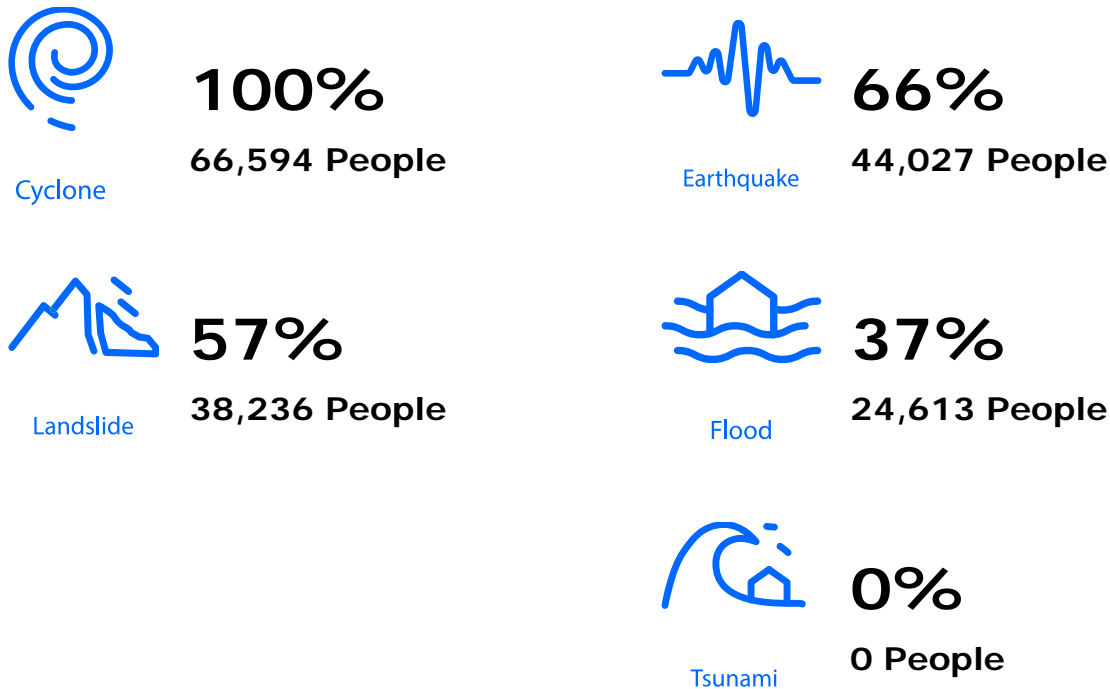 100%
66,594 People
Cyclone
66%
44,027 People
Earthquake
57%
38,236 People
Landslide
37%
24,613 People
Flood
0%
0 People
Tsunami